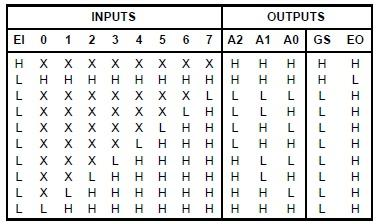 INPUTS OUTPUTS
EI 0 1 2 3 4 5 6 7 A2 A1 A0 GS EO
H X X X X X X X X H H H H H
L H H H H H H H H H H H H L
L X X X X X X X L L L L L H
L X X X X X X L H L L H L H
L X X X X X L H H L H L L H
L X X X X L H H H L H H L H
L X X X L H H H H H L L L H
L X X L H H H H H H L H L H
L X L H H H H H H H H L L H
L L H H H H H H H H H H L H